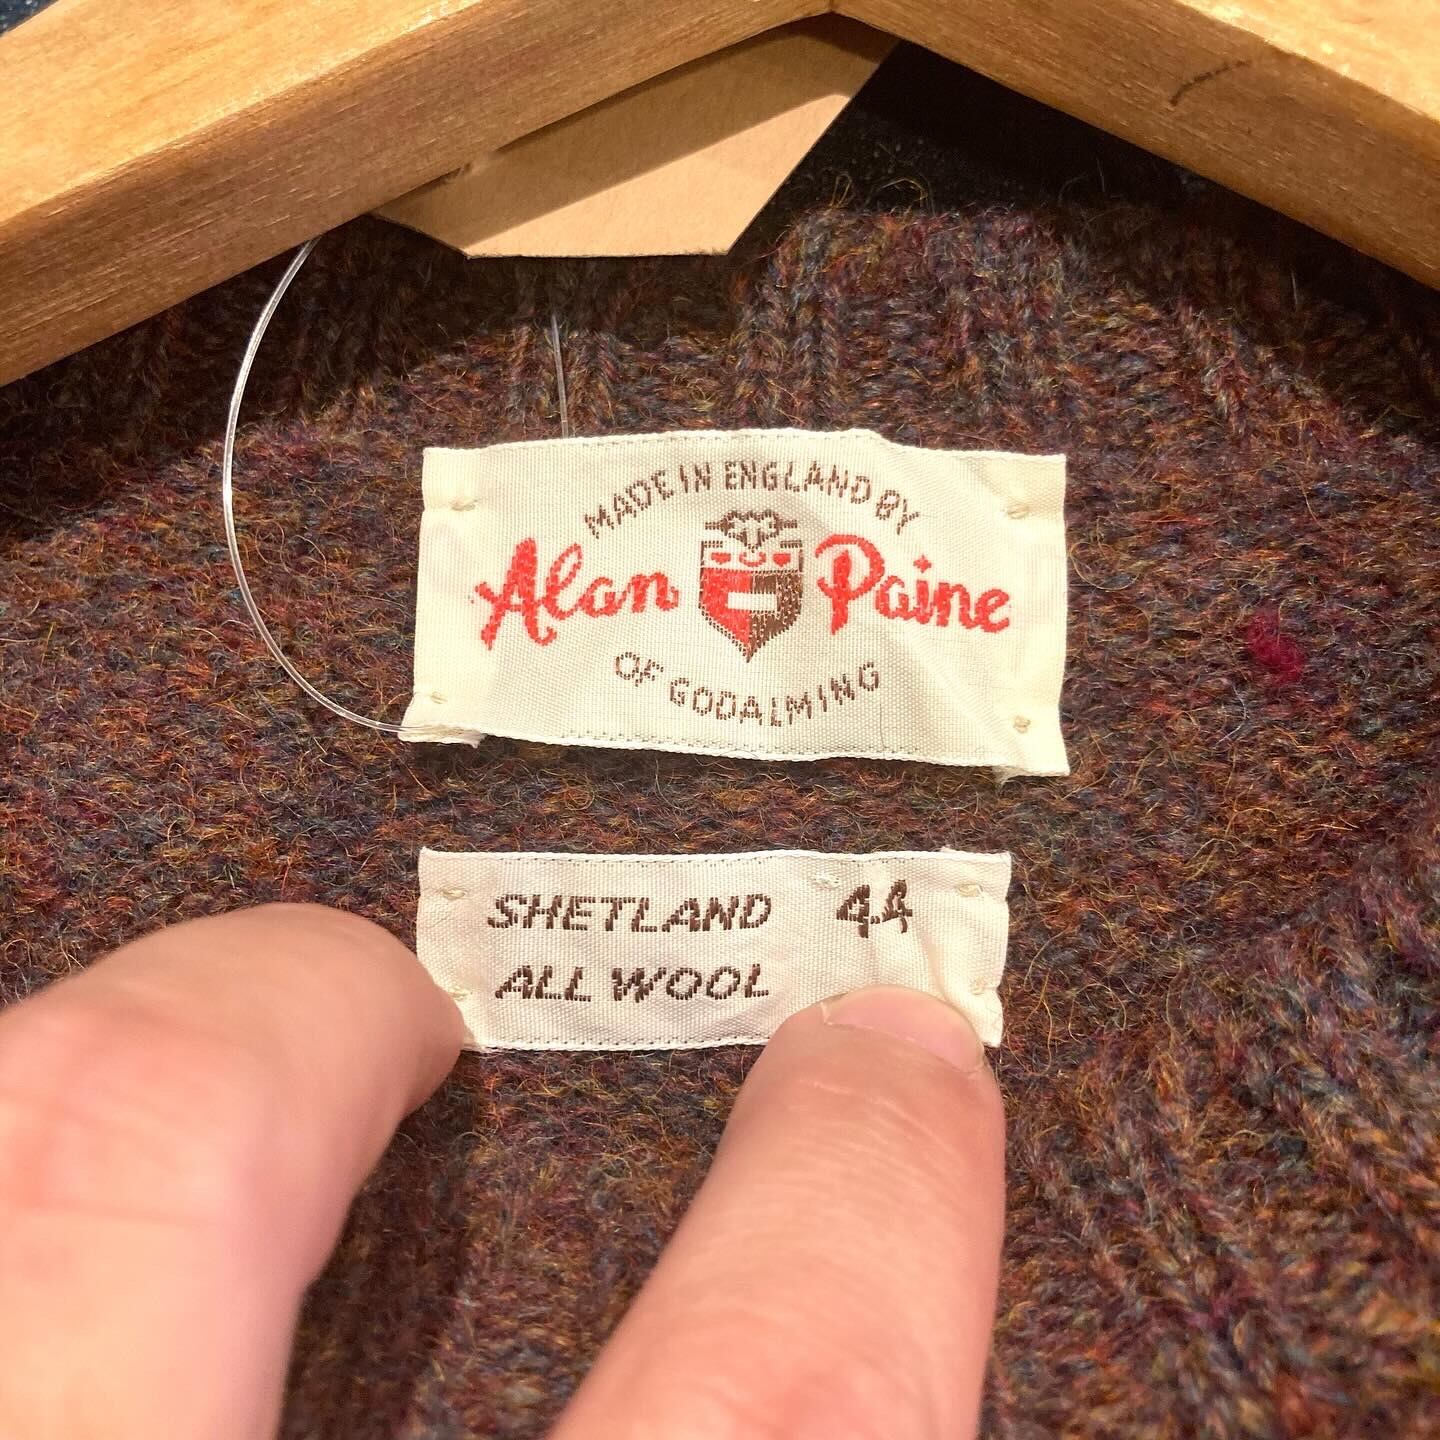 MADE IN ENGLAND BY
Alan Paine
OF GODALMING
SHETLAND 44
ALL WOOL